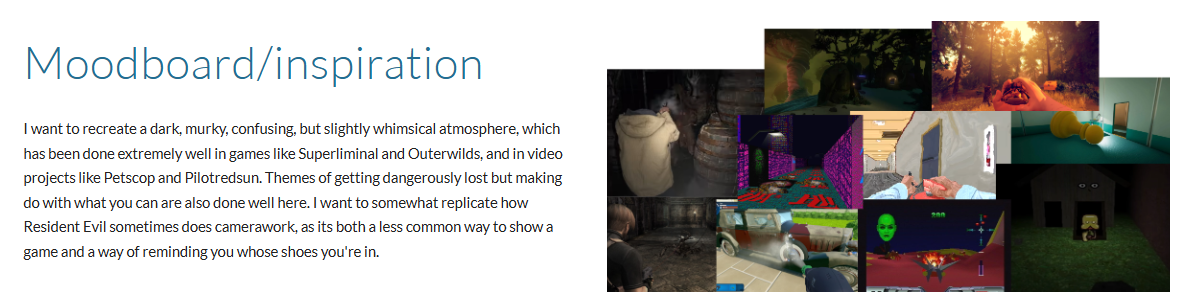 Moodboard/inspiration
I want to recreate a dark, murky, confusing, but slightly whimsical atmosphere, which
has been done extremely well in games like Superliminal and Outerwilds, and in video
projects like Petscop and Pilotredsun. Themes of getting dangerously lost but making
do with what you can are also done well here. I want to somewhat replicate how
Resident Evil sometimes does camerawork, as its both a less common way to show a
game and a way of reminding you whose shoes you're in.